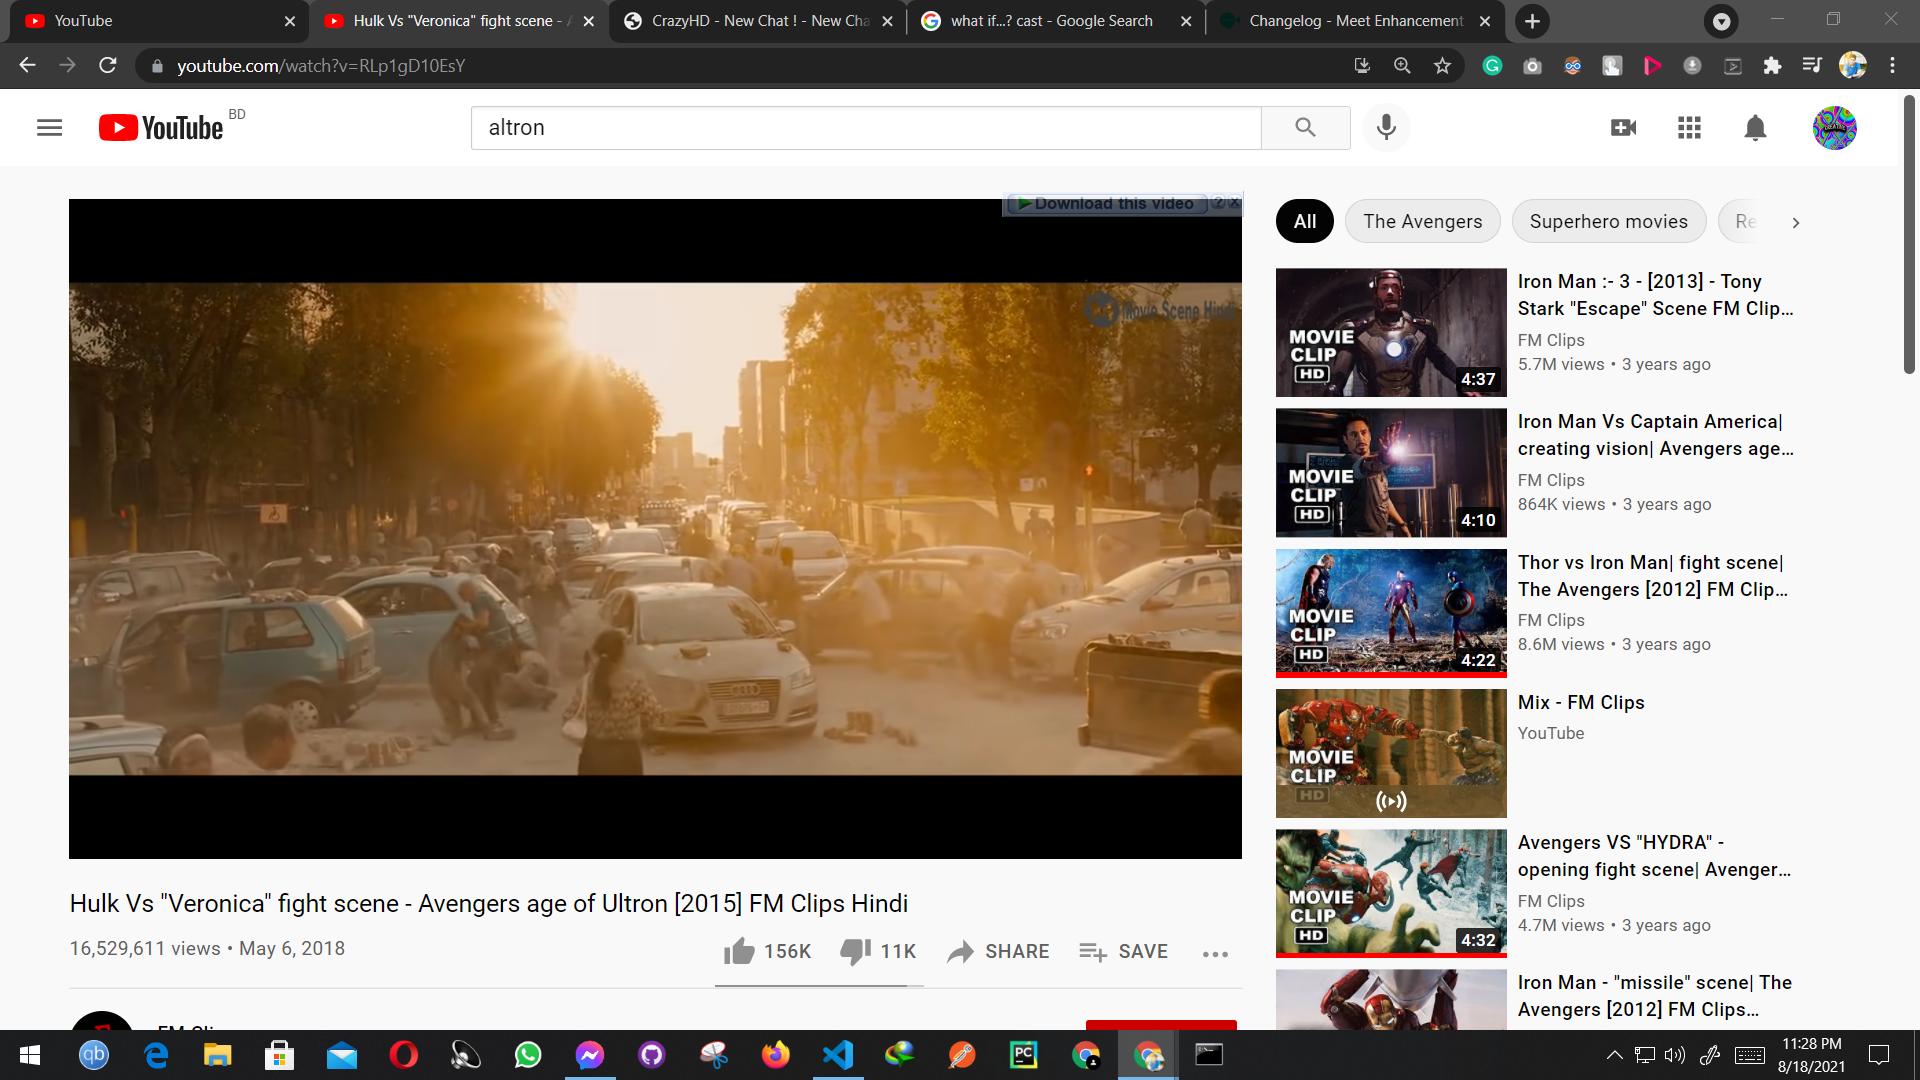 YouTube
Hulk Vs "Veronica" fight scene -
CrazyHD - New Chat ! - New Cha
what if...? cast - Google Search
Changelog - Meet Enhancement
youtube.com/watch?v=RLp1gD10EsY
YouTube BD
altron
Download this video ? x
Movie Scene Hindi
All
The Avengers
Superhero movies
Re
MOVIE
CLIP
HD
4:37
Iron Man :- 3 - [2013] - Tony
Stark "Escape" Scene FM Clip...
FM Clips
5.7M views • 3 years ago
MOVIE
CLIP
HD
4:10
Iron Man Vs Captain America|
creating vision| Avengers age...
FM Clips
864K views • 3 years ago
MOVIE
CLIP
HD
4:22
Thor vs Iron Man| fight scene|
The Avengers [2012] FM Clip...
FM Clips
8.6M views • 3 years ago
MOVIE
CLIP
HD
Mix - FM Clips
YouTube
MOVIE
CLIP
HD
4:32
Avengers VS "HYDRA" -
opening fight scene| Avenger...
FM Clips
4.7M views • 3 years ago
Iron Man - "missile" scene| The
Avengers [2012] FM Clips...
Hulk Vs "Veronica" fight scene - Avengers age of Ultron [2015] FM Clips Hindi
16,529,611 views • May 6, 2018
156K
11K
SHARE
SAVE
qb
PC
11:28 PM
8/18/2021